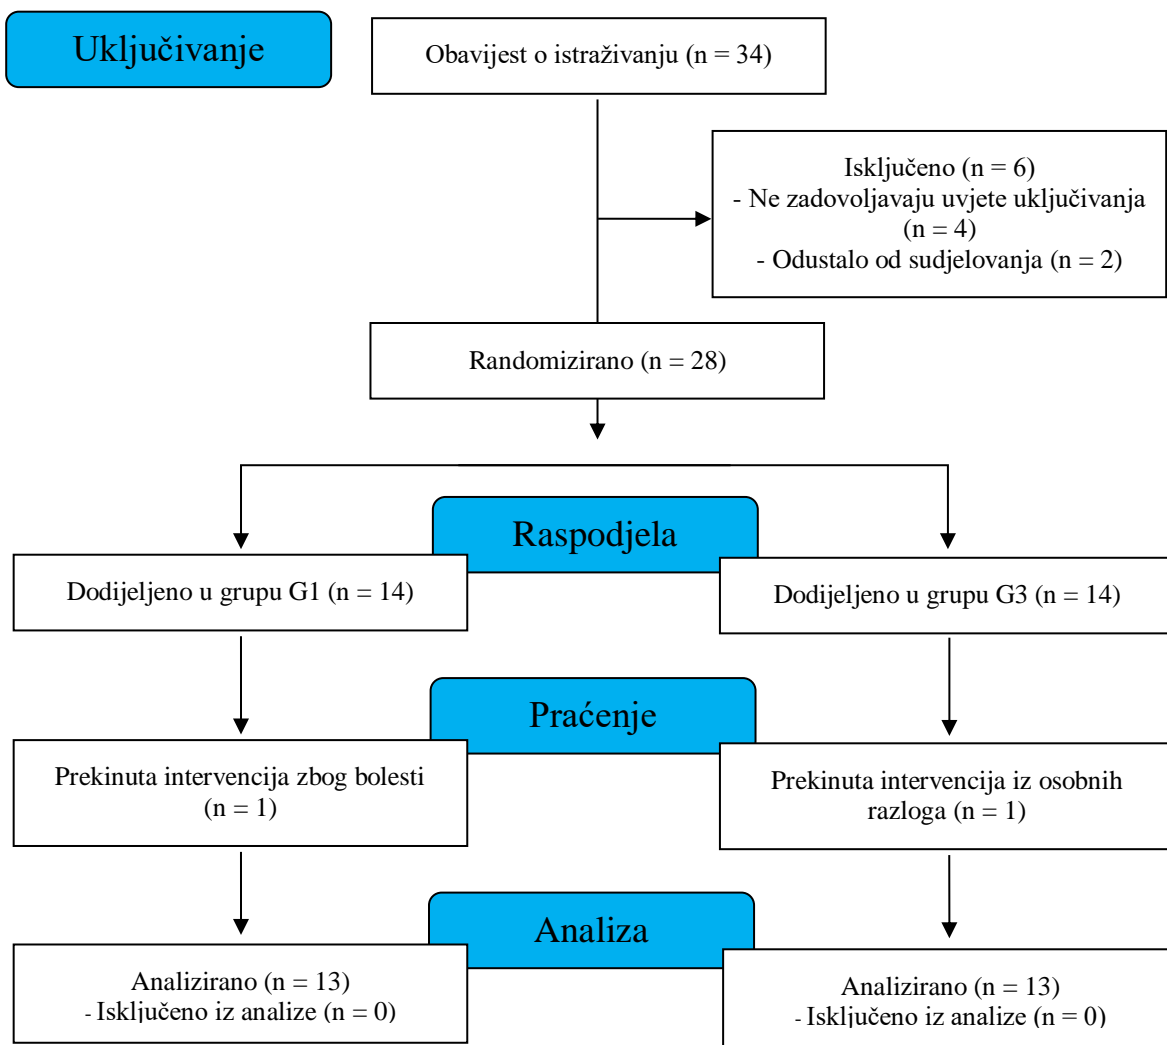 Uključivanje
Obavijest o istraživanju (n = 34)
Isključeno (n = 6)
- Ne zadovoljavaju uvjete uključivanja
(n = 4)
- Odustalo od sudjelovanja (n = 2)
Randomizirano (n = 28)
Raspodjela
Dodijeljeno u grupu G1 (n = 14)
Dodijeljeno u grupu G3 (n = 14)
Praćenje
Prekinuta intervencija zbog bolesti
(n = 1)
Prekinuta intervencija iz osobnih
razloga (n = 1)
Analiza
Analizirano (n = 13)
- Isključeno iz analize (n = 0)
Analizirano (n = 13)
- Isključeno iz analize (n = 0)